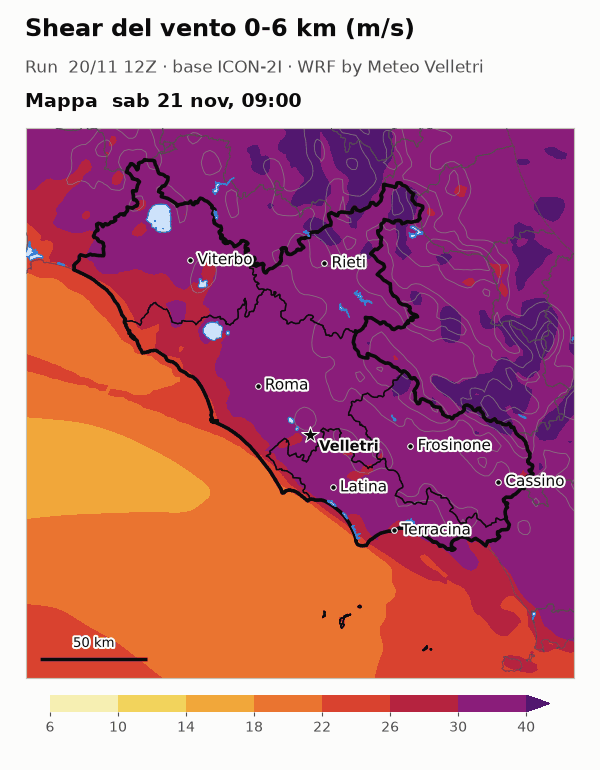 Shear del vento 0-6 km (m/s)
Run  20/11 12Z · base ICON-2I · WRF by Meteo Velletri
Mappa  sab 21 nov, 09:00
Viterbo
Rieti
Roma
Velletri
Frosinone
Cassino
Latina
Terracina
50 km
6 10 14 18 22 26 30 40